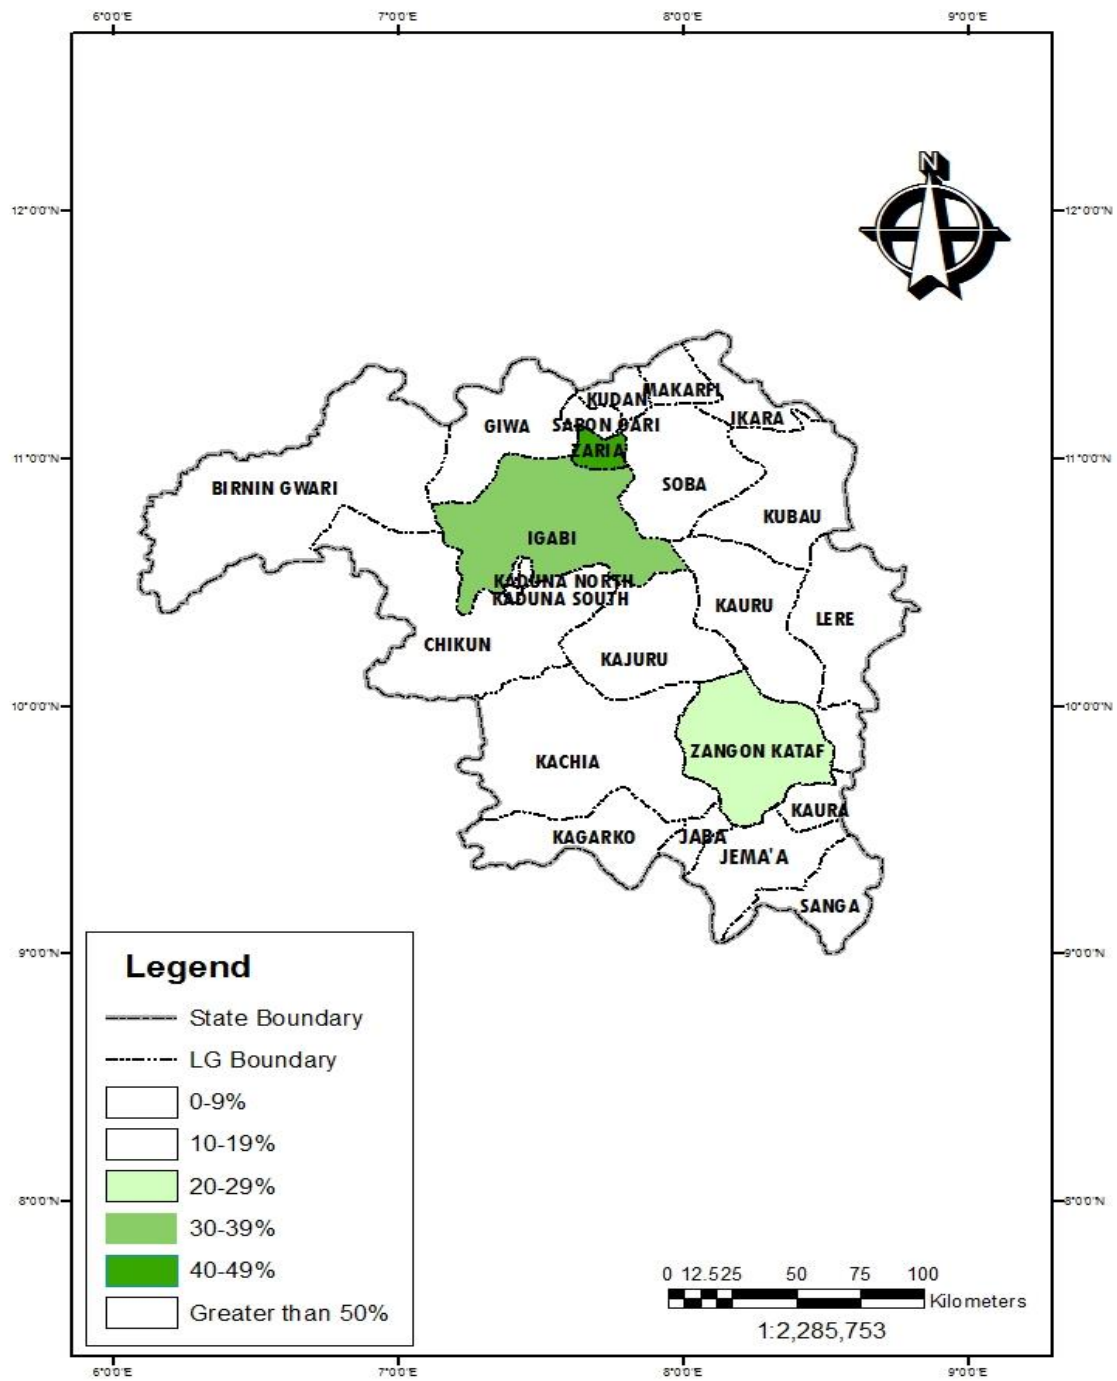 6°0'0"E 7°0'0"E 8°0'0"E 9°0'0"E
N
12°0'0"N 12°0'0"N
KUDAN MAKARFI
GIWA SABON GARI IKARA
11°0'0"N ZARIA 11°0'0"N
BIRNIN GWARI SOBA
KUBAU
IGABI
KADUNA NORTH
KADUNA SOUTH KAURU
LERE
CHIKUN
KAJURU
10°0'0"N 10°0'0"N
ZANGON KATAF
KACHIA
KAURA
KAGARKO JABA
JEMA'A
SANGA
9°0'0"N 9°0'0"N
Legend
State Boundary
LG Boundary
0-9%
10-19%
20-29%
8°0'0"N 8°0'0"N
30-39%
40-49%
Greater than 50%
0 12.5 25 50 75 100
Kilometers
1:2,285,753
6°0'0"E 7°0'0"E 8°0'0"E 9°0'0"E